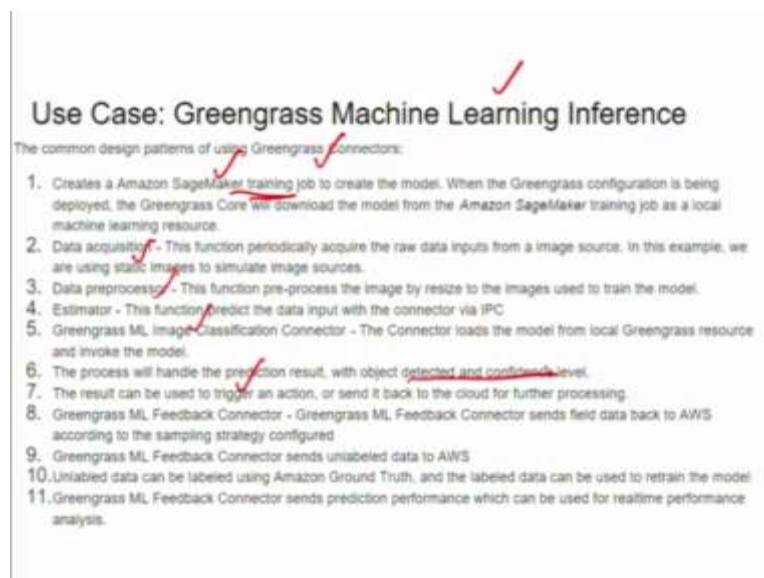 Use Case: Greengrass Machine Learning Inference
The common design patterns of using Greengrass Connectors:
1. Creates a Amazon SageMaker training job to create the model. When the Greengrass configuration is being
deployed, the Greengrass Core will download the model from the Amazon SageMaker training job as a local
machine learning resource.
2. Data acquisition - This function periodically acquire the raw data inputs from a image source. In this example, we
are using static images to simulate image sources.
3. Data preprocessor - This function pre-process the image by resize to the images used to train the model.
4. Estimator - This function predict the data input with the connector via IPC
5. Greengrass ML Image Classification Connector - The Connector loads the model from local Greengrass resource
and invoke the model.
6. The process will handle the prediction result, with object detected and confidence level.
7. The result can be used to trigger an action, or send it back to the cloud for further processing.
8. Greengrass ML Feedback Connector - Greengrass ML Feedback Connector sends field data back to AWS
according to the sampling strategy configured
9. Greengrass ML Feedback Connector sends unlabeled data to AWS
10. Unlabled data can be labeled using Amazon Ground Truth, and the labeled data can be used to retrain the model
11. Greengrass ML Feedback Connector sends prediction performance which can be used for realtime performance
analysis.